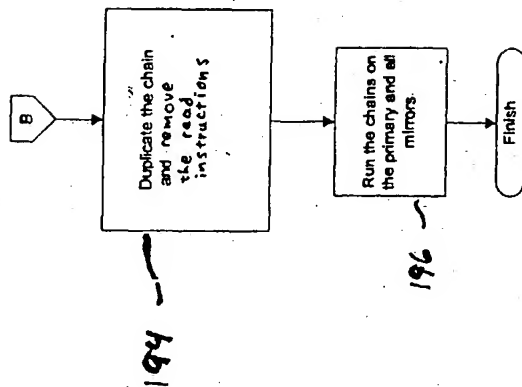 B
Duplicate the chain
and remove
the read
instructions
194
Run the chains on
the primary and all
mirrors
196
Finish